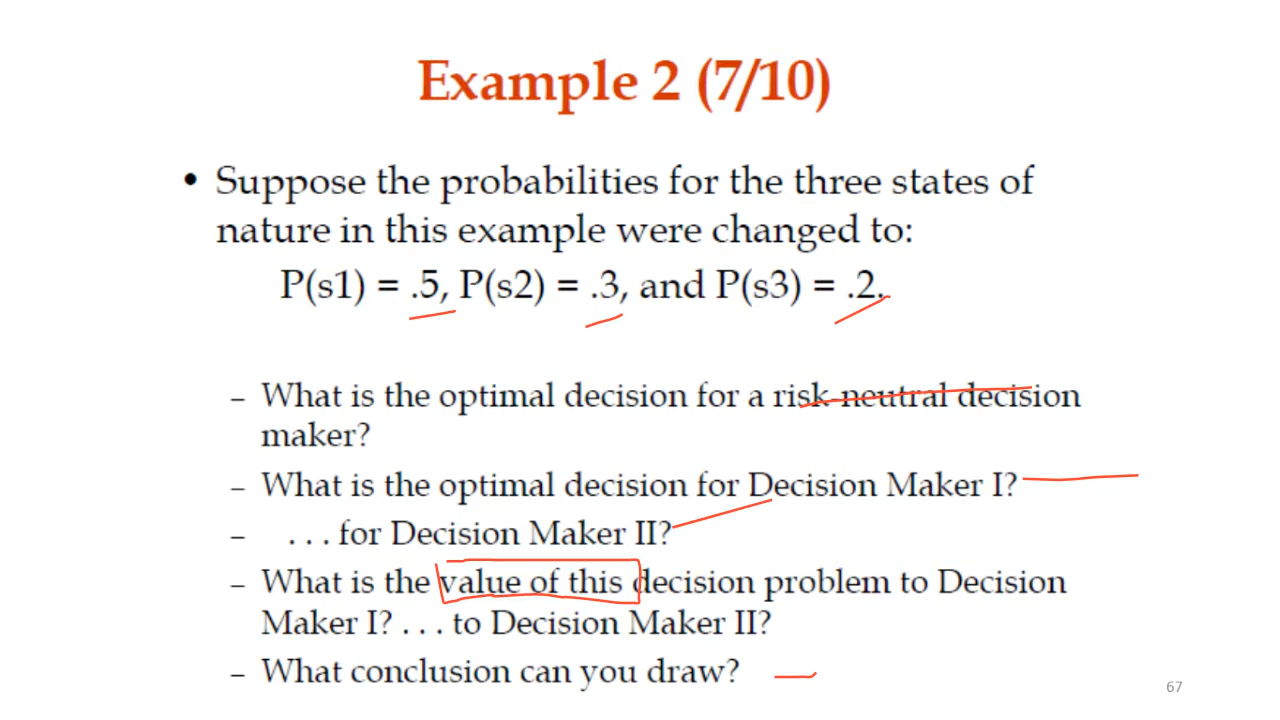 Example 2 (7/10)
• Suppose the probabilities for the three states of
nature in this example were changed to:
P(s1) = .5, P(s2) = .3, and P(s3) = .2.
– What is the optimal decision for a risk-neutral decision
maker?
– What is the optimal decision for Decision Maker I?
– . . . for Decision Maker II?
– What is the value of this decision problem to Decision
Maker I? . . . to Decision Maker II?
– What conclusion can you draw?
67